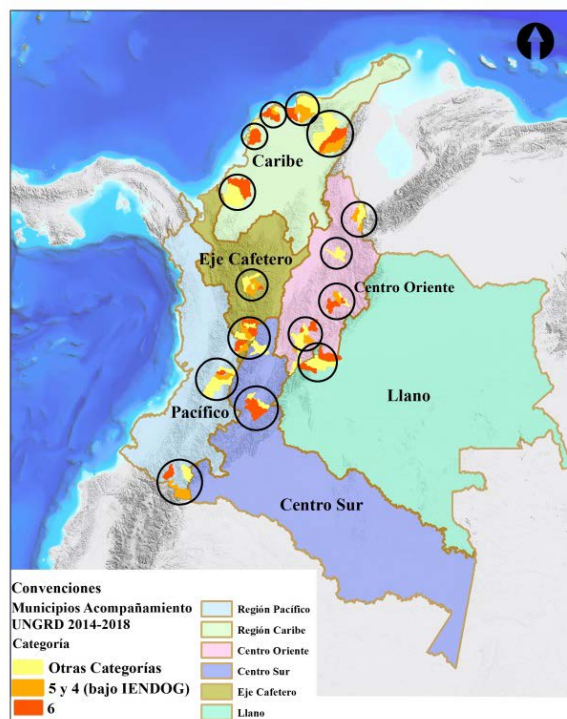 Caribe
Eje Cafetero
Centro Oriente
Llano
Pacífico
Centro Sur
Convenciones
Municipios Acompañamiento
UNGRD 2014-2018
Categoría
Otras Categorías
5 y 4 (bajo IENDOG)
6
Región Pacífico
Región Caribe
Centro Oriente
Centro Sur
Eje Cafetero
Llano